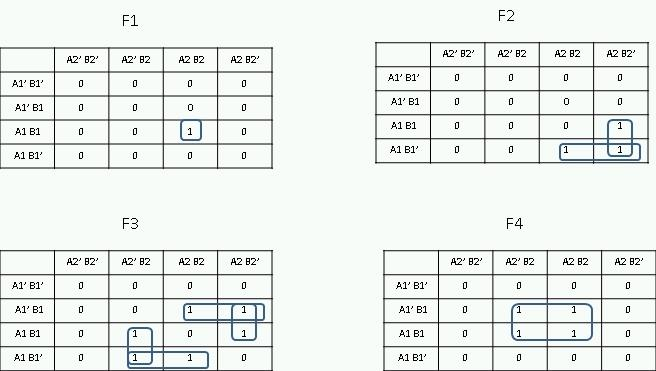 F1
A2' B2' A2' B2 A2 B2 A2 B2'
A1' B1' 0 0 0 0
A1' B1 0 0 0 0
A1 B1 0 0 1 0
A1 B1' 0 0 0 0
F2
A2' B2' A2' B2 A2 B2 A2 B2'
A1' B1' 0 0 0 0
A1' B1 0 0 0 0
A1 B1 0 0 0 1
A1 B1' 0 0 1 1
F3
A2' B2' A2' B2 A2 B2 A2 B2'
A1' B1' 0 0 0 0
A1' B1 0 0 1 1
A1 B1 0 1 0 1
A1 B1' 0 1 1 0
F4
A2' B2' A2' B2 A2 B2 A2 B2'
A1' B1' 0 0 0 0
A1' B1 0 1 1 0
A1 B1 0 1 1 0
A1 B1' 0 0 0 0